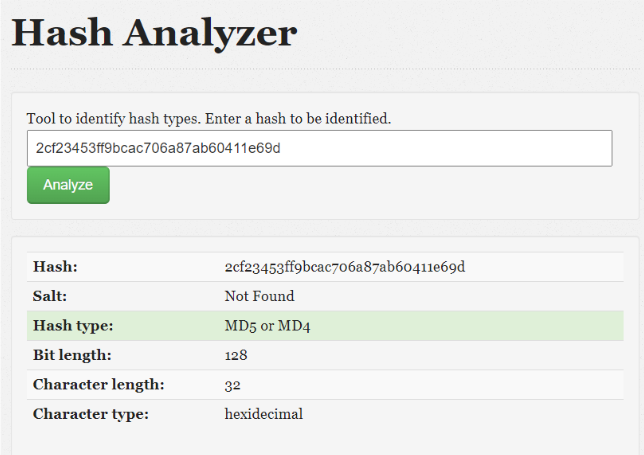 Hash Analyzer
Tool to identify hash types. Enter a hash to be identified.
2cf23453ff9bcac706a87ab60411e69d
Analyze
Hash: 2cf23453ff9bcac706a87ab60411e69d
Salt: Not Found
Hash type: MD5 or MD4
Bit length: 128
Character length: 32
Character type: hexidecimal